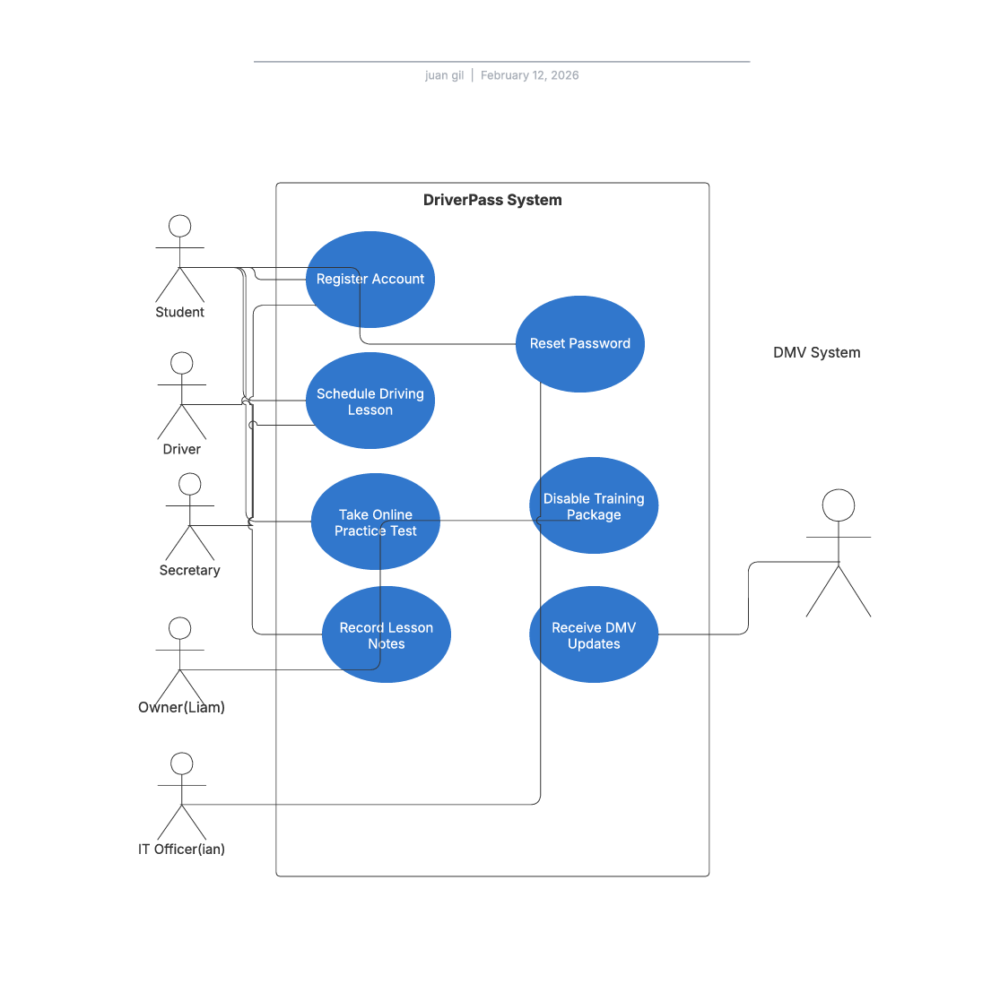 juan gil | February 12, 2026
DriverPass System
Student
Register Account
Reset Password
DMV System
Driver
Schedule Driving
Lesson
Secretary
Take Online
Practice Test
Disable Training
Package
Owner(Liam)
Record Lesson
Notes
Receive DMV
Updates
IT Officer(ian)